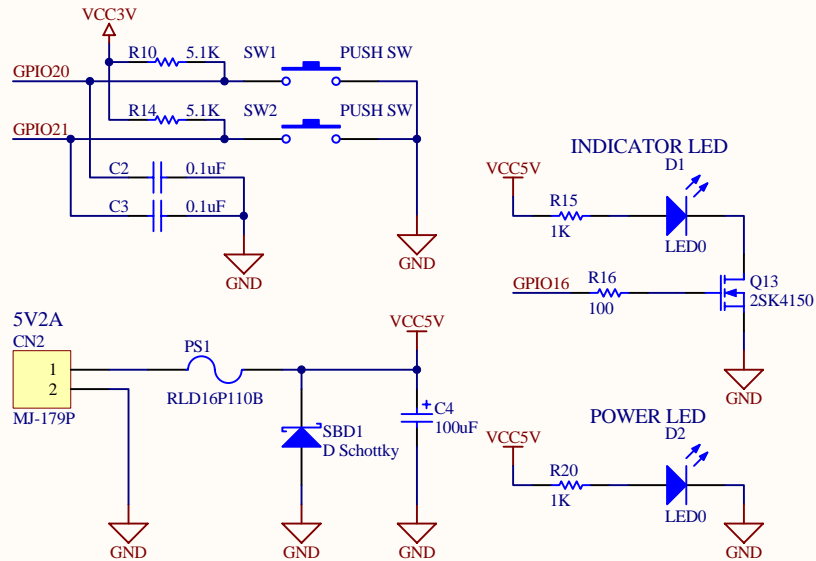 VCC3V
R10 5.1K SW1 PUSH SW
GPIO20
R14 5.1K SW2 PUSH SW
GPIO21
C2 0.1uF
C3 0.1uF
GND
GND
INDICATOR LED
D1
VCC5V
R15
1K
LED0
GPIO16
R16
100
Q13
2SK4150
GND
5V2A
CN2
1
2
MJ-179P
PS1
RLD16P110B
VCC5V
SBD1
D Schottky
+
C4
100uF
GND
GND
GND
POWER LED
D2
VCC5V
R20
1K
LED0
GND